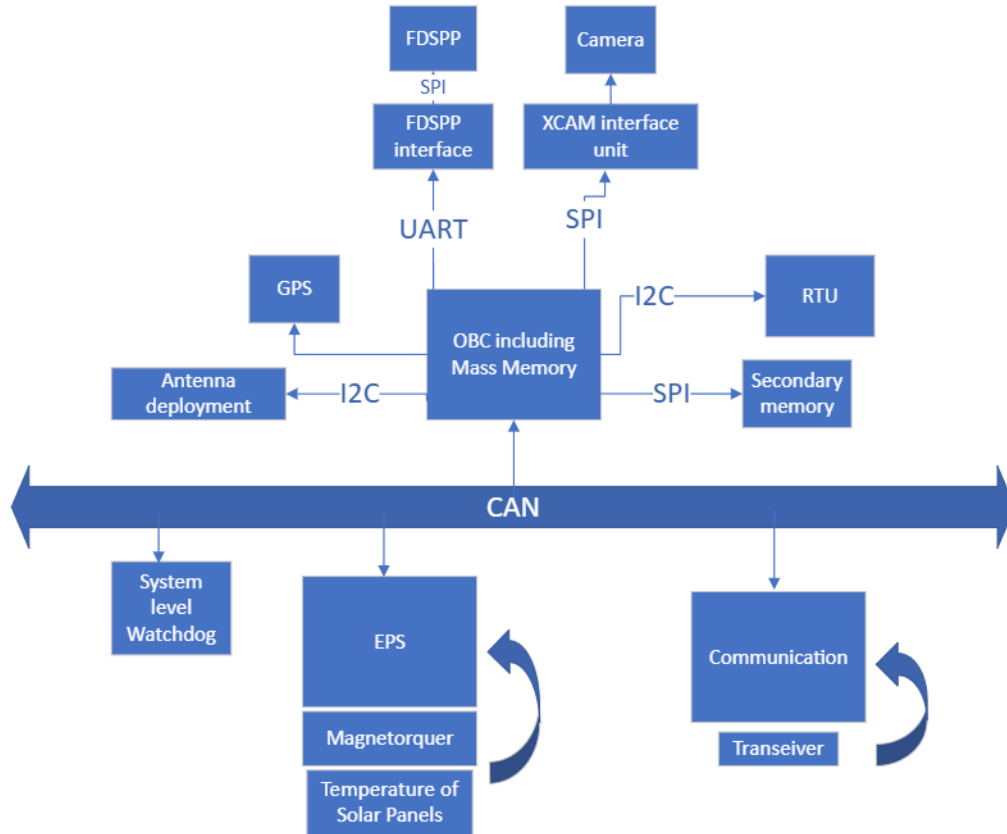 FDSPP
Camera
SPI
FDSPP
interface
XCAM interface
unit
UART
SPI
GPS
I2C
RTU
OBC including
Mass Memory
Antenna
deployment
I2C
SPI
Secondary
memory
CAN
System
level
Watchdog
EPS
Communication
Magnetorquer
Transeiver
Temperature of
Solar Panels